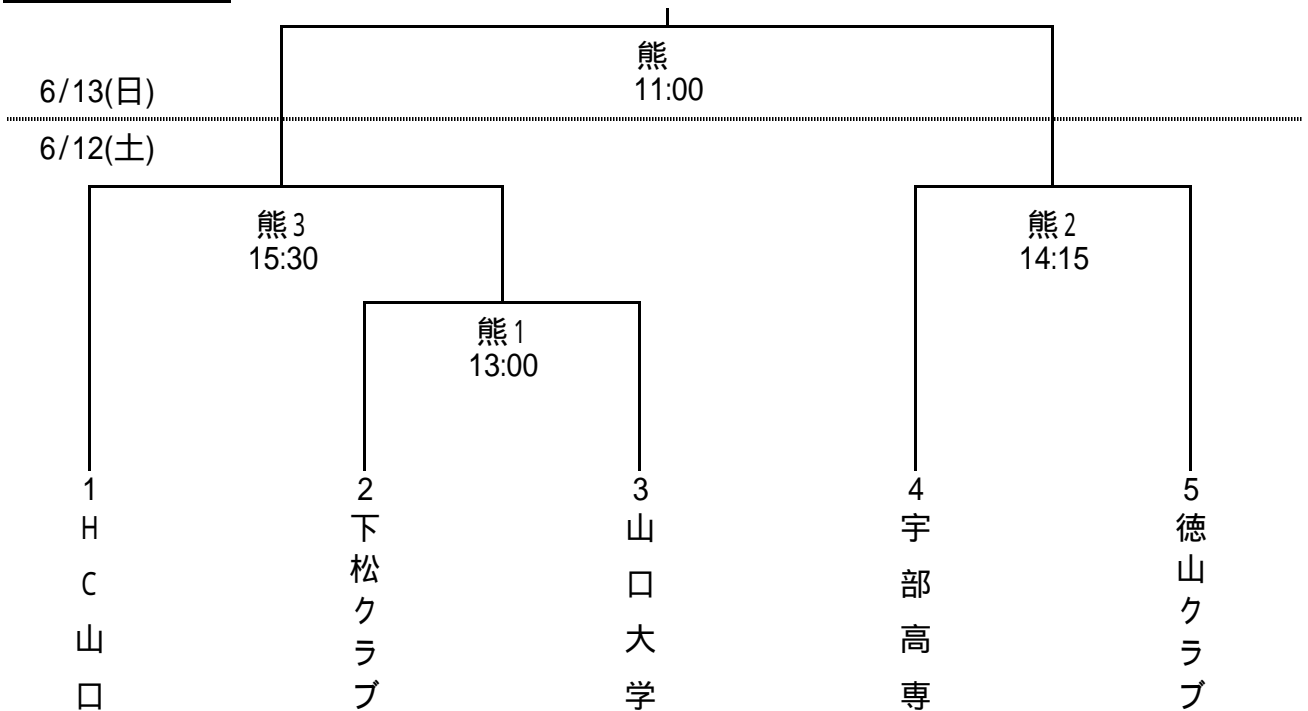 熊
11:00
6/13(日)
6/12(土)
熊3
15:30
熊2
14:15
熊1
13:00
1
HC山口
2
下松クラブ
3
山口大学
4
宇部高専
5
徳山クラブ